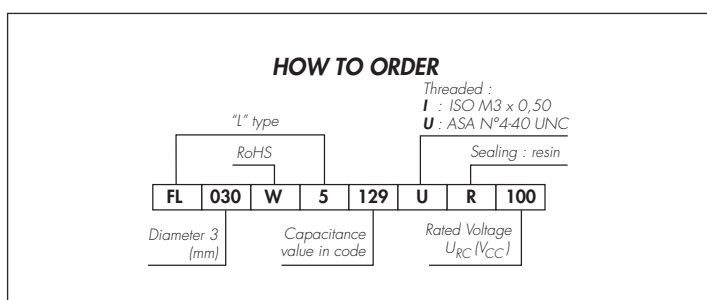 HOW TO ORDER
Threaded :
I : ISO M3 x 0,50
U : ASA N°4-40 UNC
"L" type
RoHS
Sealing : resin
FL 030 W 5 129 U R 100
Diameter 3
(mm)
Capacitance
value in code
Rated Voltage
URC (VCC)